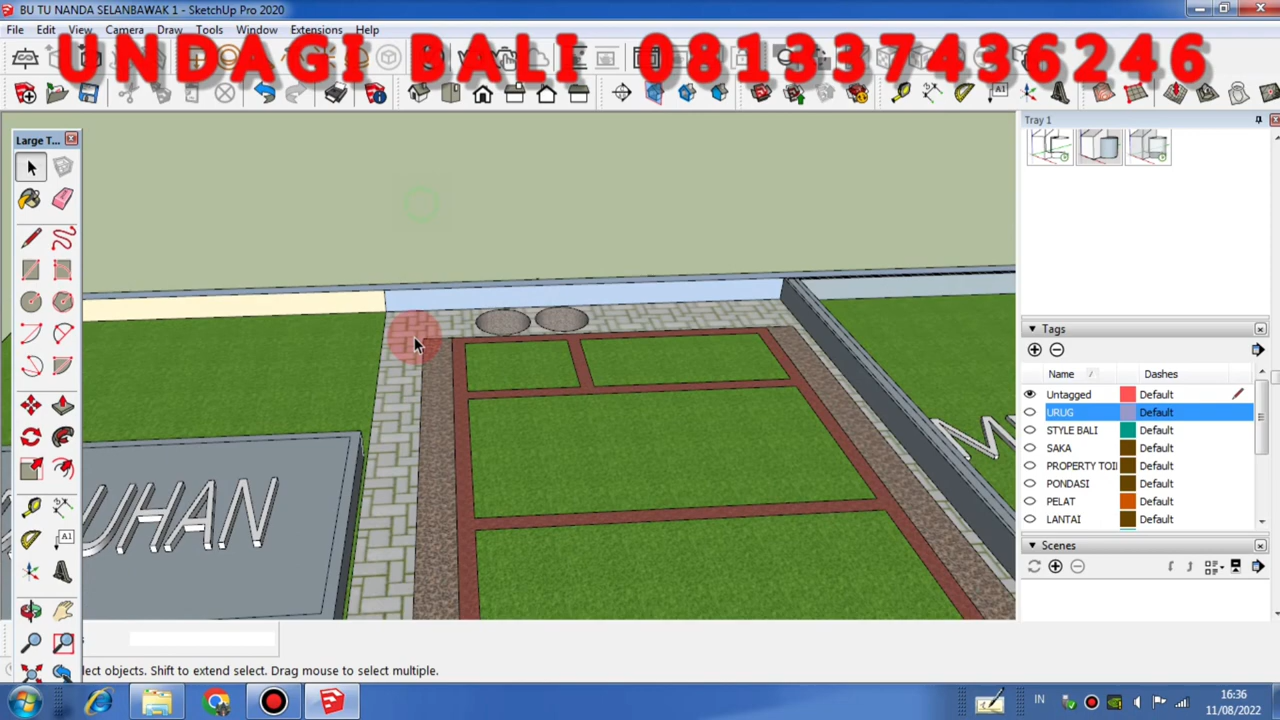 BU TU NANDA SELANBAWAK 1 - SketchUp Pro 2020
File Edit View Camera Draw Tools Window Extensions Help
UNDAGI BALI 081337436246
Large T...
Tray 1
Tags
Name Dashes
Untagged Default
URUG Default
STYLE BALI Default
SAKA Default
PROPERTY TOI Default
PONDASI Default
PELAT Default
LANTAI Default
Scenes
UHAN
M
A1
A1
lect objects. Shift to extend select. Drag mouse to select multiple.
IN
16:36
11/08/2022